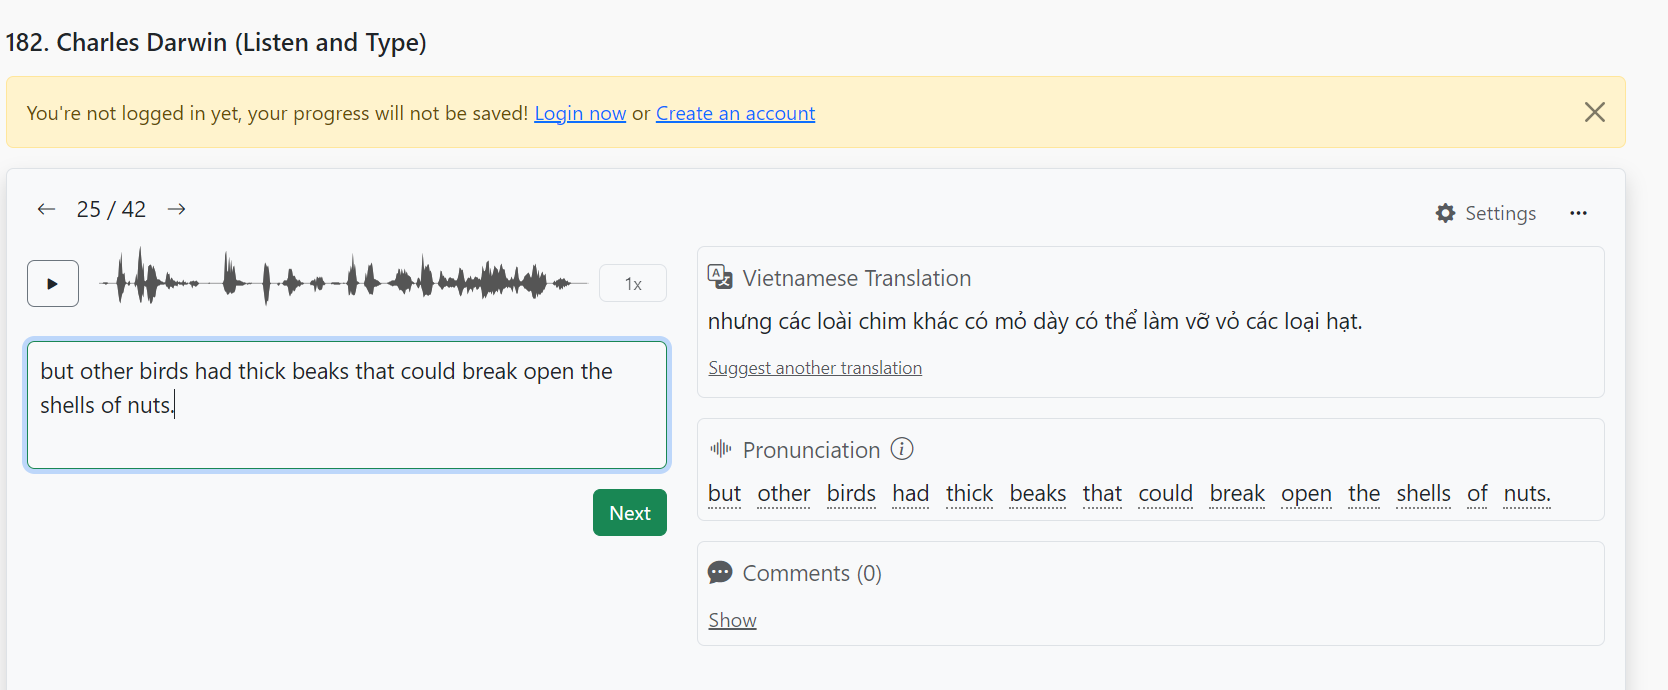 182. Charles Darwin (Listen and Type)
You're not logged in yet, your progress will not be saved! Login now or Create an account
25 / 42
Settings
1x
but other birds had thick beaks that could break open the
shells of nuts.
Next
Vietnamese Translation
nhưng các loài chim khác có mỏ dày có thể làm vỡ vỏ các loại hạt.
Suggest another translation
Pronunciation
but other birds had thick beaks that could break open the shells of nuts.
Comments (0)
Show